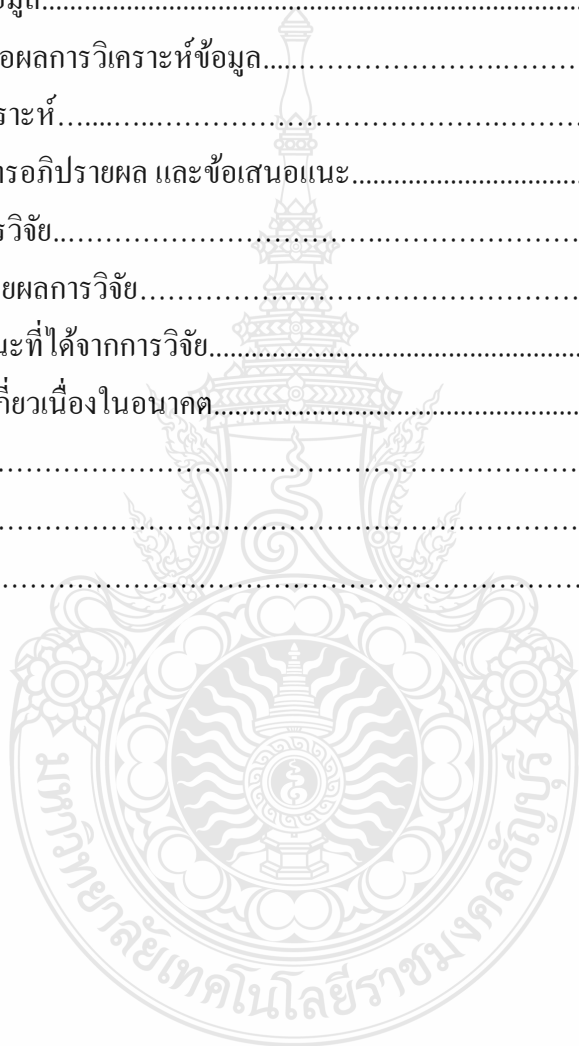 อมูล..........................................................................
อผลการวิเคราะห์ข้อมูล..........................................
ราะห์..........................................................................
ารอภิปรายผล และข้อเสนอแนะ..............................
รวิจัย..........................................................................
ยผลการวิจัย..............................................................
นะที่ได้จากการวิจัย..................................................
กี่ยวเนื่องในอนาคต..................................................
..................................................................................
..................................................................................
..................................................................................
มหาวิทยาลัยเทคโนโลยีราชมงคลธัญบุรี